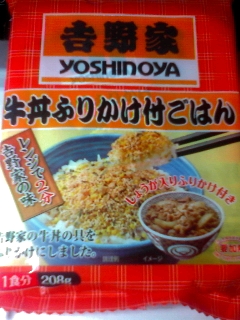 吉野家
YOSHINOYA
牛丼ふりかけ付ごはん
レンジで2分
吉野家の味
しょうが入りふりかけ付き
吉野家の牛丼の具を
ふりかけにしました。
調理例
イメージ
1食分 208g